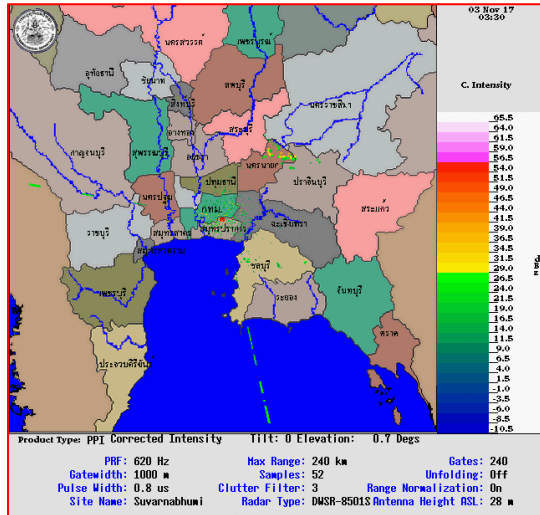 03 Nov 17
03:30
C. Intensity
นครสวรรค์
เพชรบูรณ์
อุทัยธานี
ชัยนาท
ลพบุรี
สิงห์บุรี
นครราชสีมา
อ่างทอง
สระบุรี
กาญจนบุรี
สุพรรณบุรี
อยุธยา
นครนายก
ปราจีนบุรี
ปทุมธานี
นครปฐม
สระแก้ว
กทม.
ราชบุรี
สมุทรสาคร
สมุทรปราการ
ฉะเชิงเทรา
สมุทรสงคราม
ชลบุรี
เพชรบุรี
ระยอง
จันทบุรี
ตราด
ประจวบคีรีขันธ์
65.5
64.0
61.5
59.0
56.5
54.0
51.5
49.0
46.5
44.0
41.5
39.0
36.5
34.0
31.5
29.0
26.5
24.0
21.5
19.0
16.5
14.0
11.5
9.0
6.5
4.0
1.5
-1.0
-3.5
-6.0
-8.5
-10.5
Product Type: PPI Corrected Intensity Tilt: 0 Elevation: 0.7 Degs
PRF: 620 Hz Max Range: 240 km Gates: 240
Gatewidth: 1000 m Samples: 52 Unfolding: Off
Pulse Width: 0.8 us Clutter Filter: 3 Range Normalization: On
Site Name: Suvarnabhumi Radar Type: DWSR-8501S Antenna Height ASL: 28 m